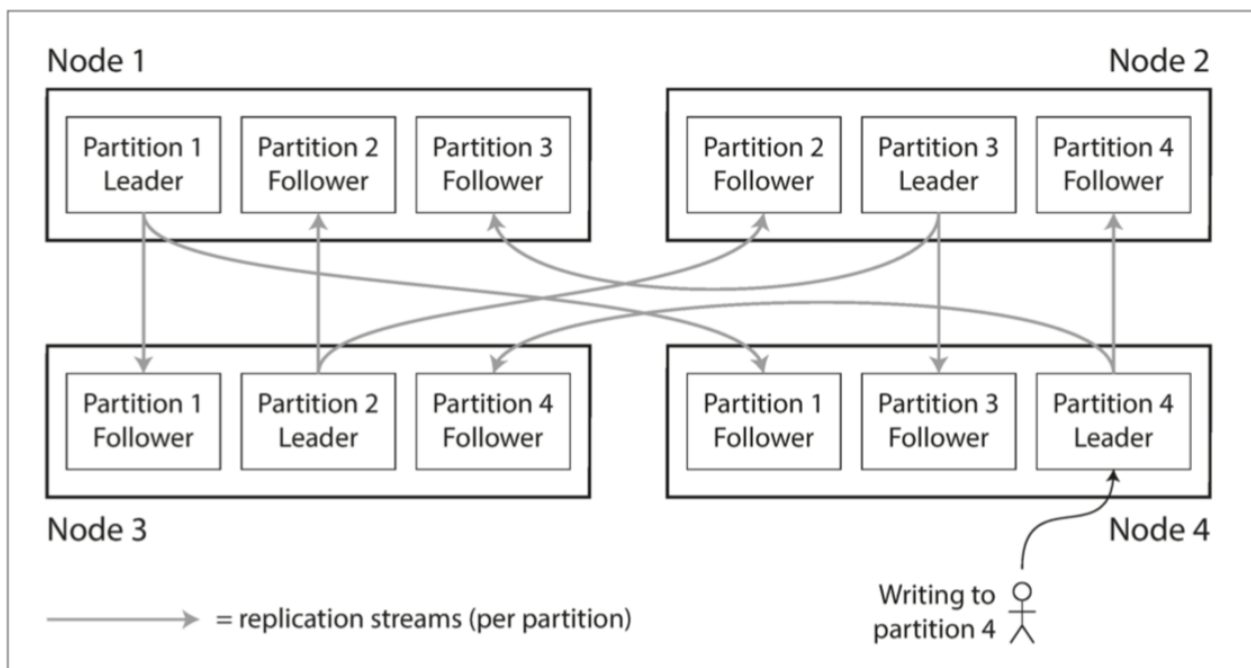 Node 1
Node 2
Partition 1
Leader
Partition 2
Follower
Partition 3
Follower
Partition 2
Follower
Partition 3
Leader
Partition 4
Follower
Partition 1
Follower
Partition 2
Leader
Partition 4
Follower
Partition 1
Follower
Partition 3
Follower
Partition 4
Leader
Node 3
Node 4
= replication streams (per partition)
Writing to
partition 4